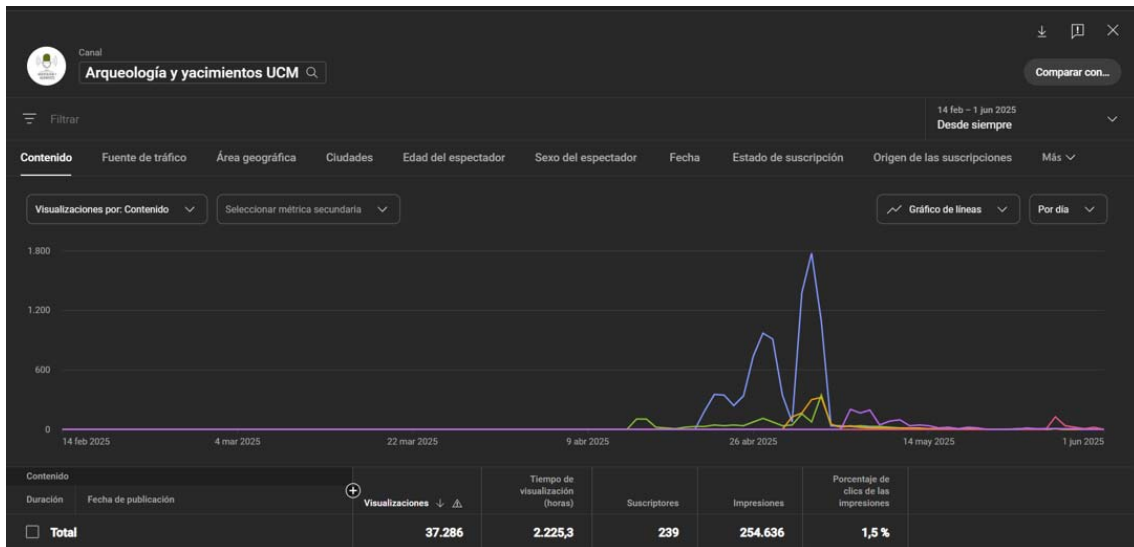 Canal
Arqueología y yacimientos UCM
Comparar con...
Filtrar
14 feb – 1 jun 2025
Desde siempre
Contenido Fuente de tráfico Área geográfica Ciudades Edad del espectador Sexo del espectador Fecha Estado de suscripción Origen de las suscripciones Más
Visualizaciones por: Contenido Seleccionar métrica secundaria Gráfico de líneas Por día
1.800
1.200
600
0
14 feb 2025 4 mar 2025 22 mar 2025 9 abr 2025 26 abr 2025 14 may 2025 1 jun 2025
Contenido
Duración Fecha de publicación
Visualizaciones
Tiempo de
visualización
(horas)
Suscriptores
Impresiones
Porcentaje de
clics de las
impresiones
Total 37.286 2.225,3 239 254.636 1,5 %